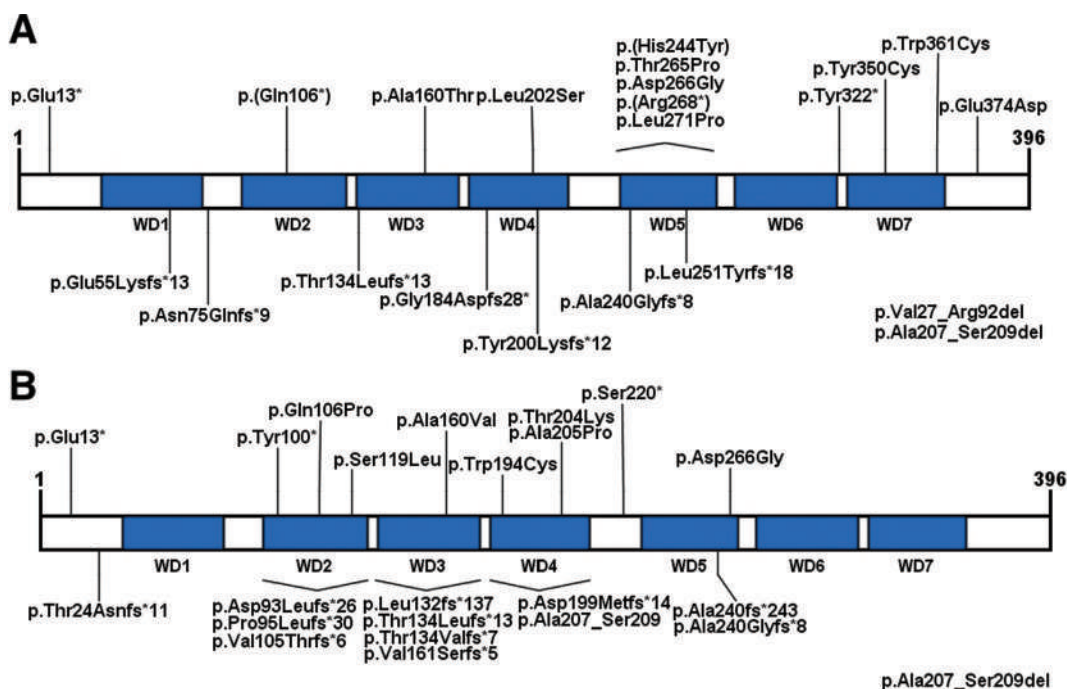 A
p.(His244Tyr)
p.Thr265Pro
p.Asp266Gly
p.(Arg268*)
p.Leu271Pro
p.Trp361Cys
p.Tyr350Cys
p.Glu13*
p.(Gln106*)
p.Ala160Thr
p.Leu202Ser
p.Tyr322*
p.Glu374Asp
1
396
WD1
WD2
WD3
WD4
WD5
WD6
WD7
p.Glu55Lysfs*13
p.Asn75Glnfs*9
p.Thr134Leufs*13
p.Gly184Aspfs28*
p.Tyr200Lysfs*12
p.Ala240Glyfs*8
p.Leu251Tyrfs*18
p.Val27_Arg92del
p.Ala207_Ser209del
B
p.Glu13*
p.Tyr100*
p.Gln106Pro
p.Ser119Leu
p.Ala160Val
p.Trp194Cys
p.Thr204Lys
p.Ala205Pro
p.Ser220*
p.Asp266Gly
1
396
WD1
WD2
WD3
WD4
WD5
WD6
WD7
p.Thr24Asnfs*11
p.Asp93Leufs*26
p.Pro95Leufs*30
p.Val105Thrfs*6
p.Leu132fs*137
p.Thr134Leufs*13
p.Thr134Valfs*7
p.Val161Serfs*5
p.Asp199Metfs*14
p.Ala207_Ser209
p.Ala240fs*243
p.Ala240Glyfs*8
p.Ala207_Ser209del